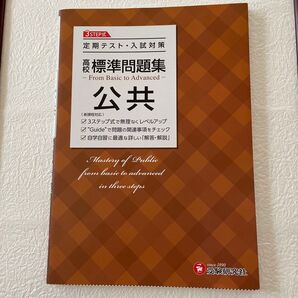 3STEP式
定期テスト・入試対策
高校 標準問題集
From Basic to Advanced
公共
〔新課程対応〕
3ステップ式で無理なくレベルアップ
"Guide"で問題の関連事項をチェック
自学自習に最適な詳しい「解答・解説」
Mastery of Public
from basic to advanced
in three steps
since 1890
受験研究社